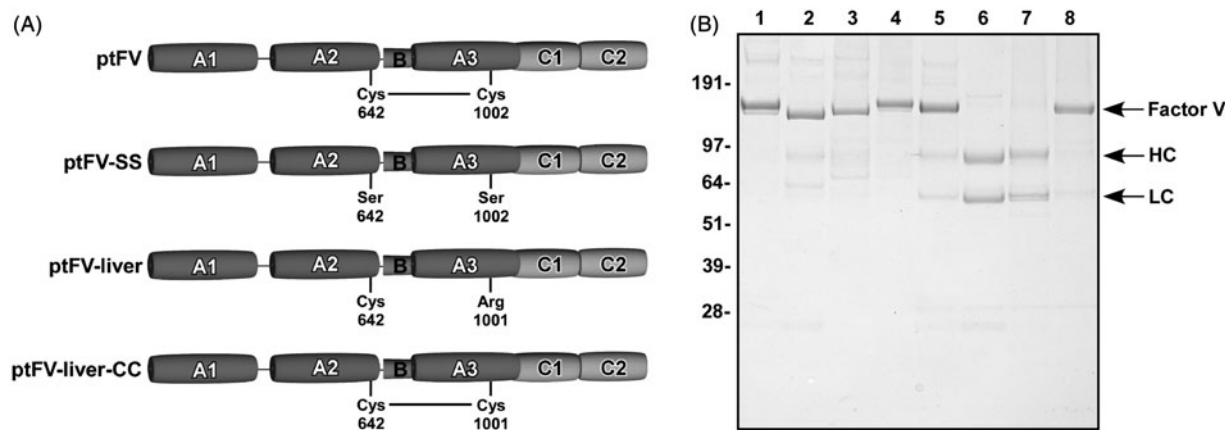 (A)
ptFV A1 A2 B A3 C1 C2
Cys Cys
642 1002
ptFV-SS A1 A2 B A3 C1 C2
Ser Ser
642 1002
ptFV-liver A1 A2 B A3 C1 C2
Cys Arg
642 1001
ptFV-liver-CC A1 A2 B A3 C1 C2
Cys Cys
642 1001
(B) 1 2 3 4 5 6 7 8
191-
97-
64-
51-
39-
28-
Factor V
HC
LC